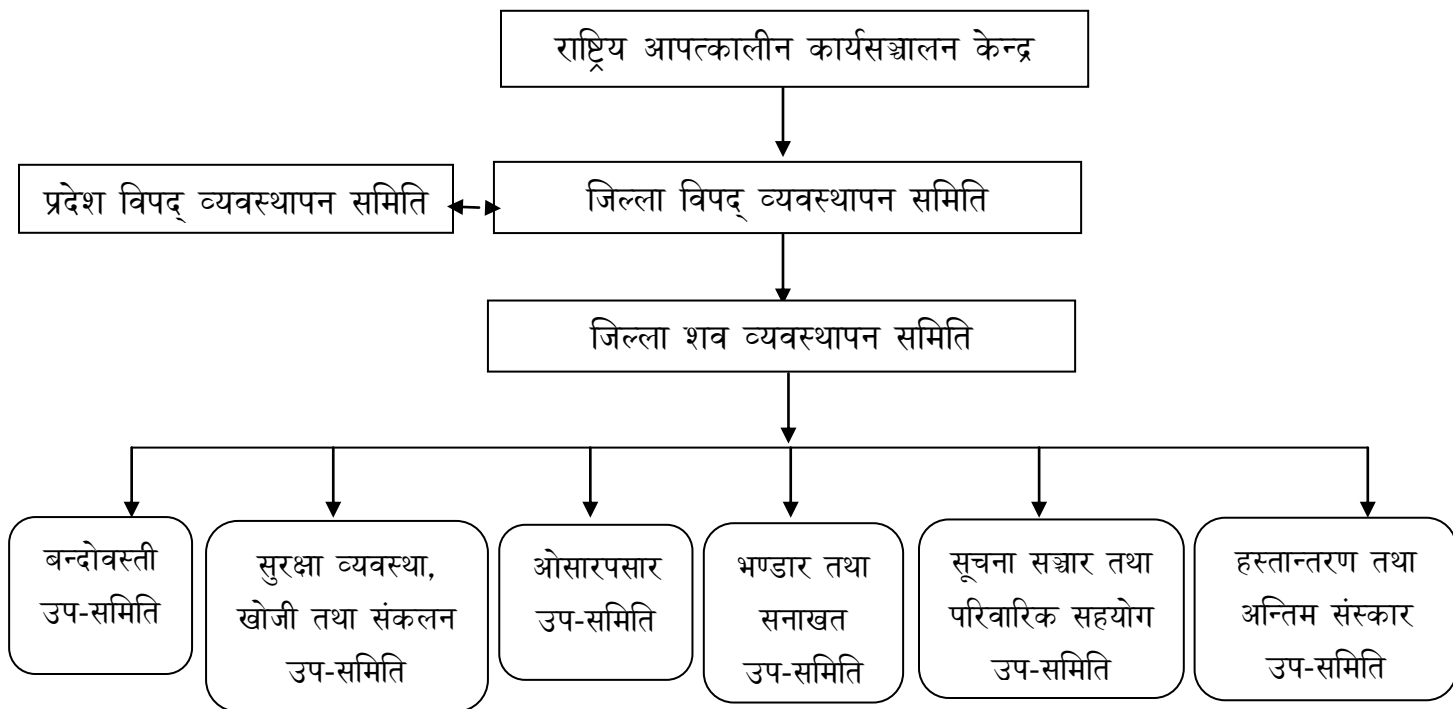 राष्ट्रिय आपत्कालीन कार्यसञ्चालन केन्द्र
प्रदेश विपद् व्यवस्थापन समिति
जिल्ला विपद् व्यवस्थापन समिति
जिल्ला शव व्यवस्थापन समिति
बन्दोवस्ती
उप-समिति
सुरक्षा व्यवस्था,
खोजी तथा संकलन
उप-समिति
ओसारपसार
उप-समिति
भण्डार तथा
सनाखत
उप-समिति
सूचना सञ्चार तथा
परिवारिक सहयोग
उप-समिति
हस्तान्तरण तथा
अन्तिम संस्कार
उप-समिति